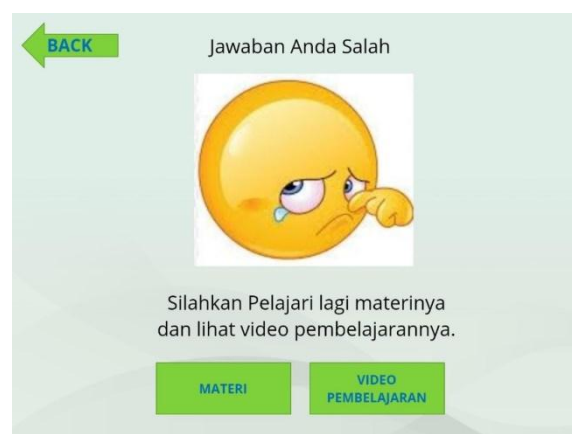 BACK
Jawaban Anda Salah
Silahkan Pelajari lagi materinya
dan lihat video pembelajarannya.
MATERI
VIDEO
PEMBELAJARAN